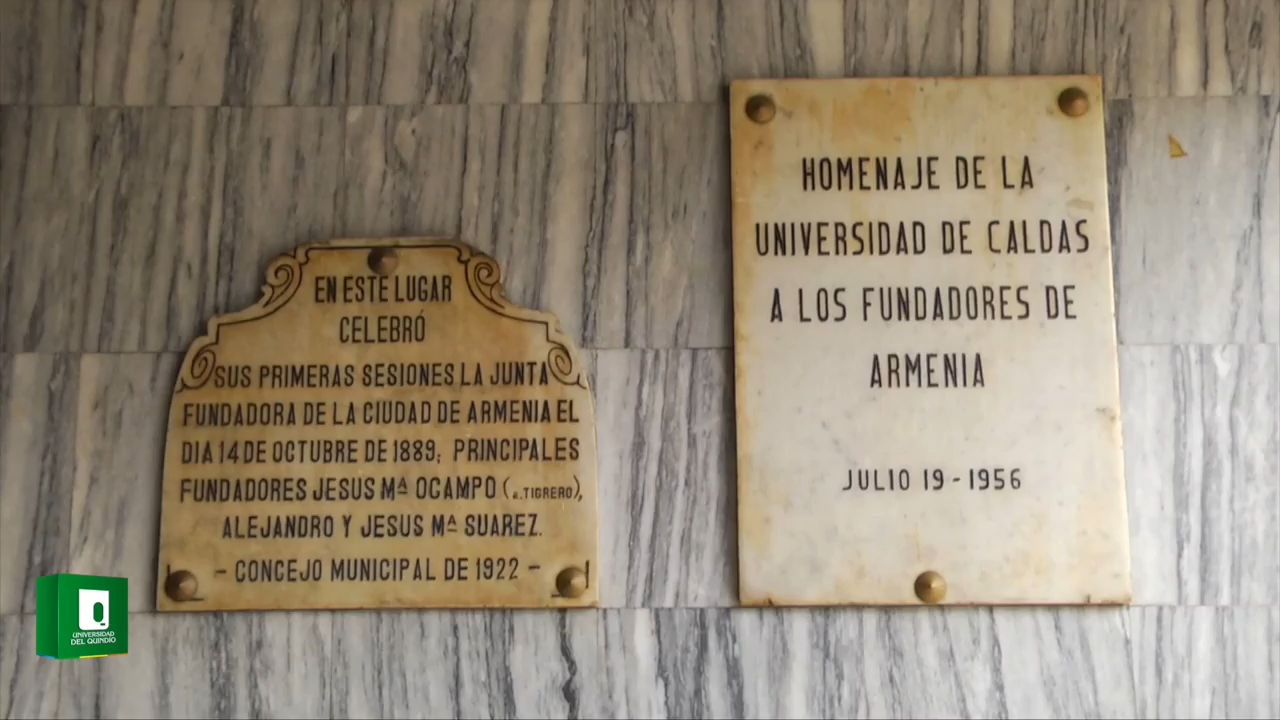 EN ESTE LUGAR
CELEBRÓ
SUS PRIMERAS SESIONES LA JUNTA
FUNDADORA DE LA CIUDAD DE ARMENIA EL
DIA 14 DE OCTUBRE DE 1889; PRINCIPALES
FUNDADORES JESUS Mª OCAMPO (a. TIGRERO),
ALEJANDRO Y JESUS Mª SUAREZ.
- CONCEJO MUNICIPAL DE 1922 -
HOMENAJE DE LA
UNIVERSIDAD DE CALDAS
A LOS FUNDADORES DE
ARMENIA
JULIO 19 - 1956
UNIVERSIDAD
DEL QUINDÍO